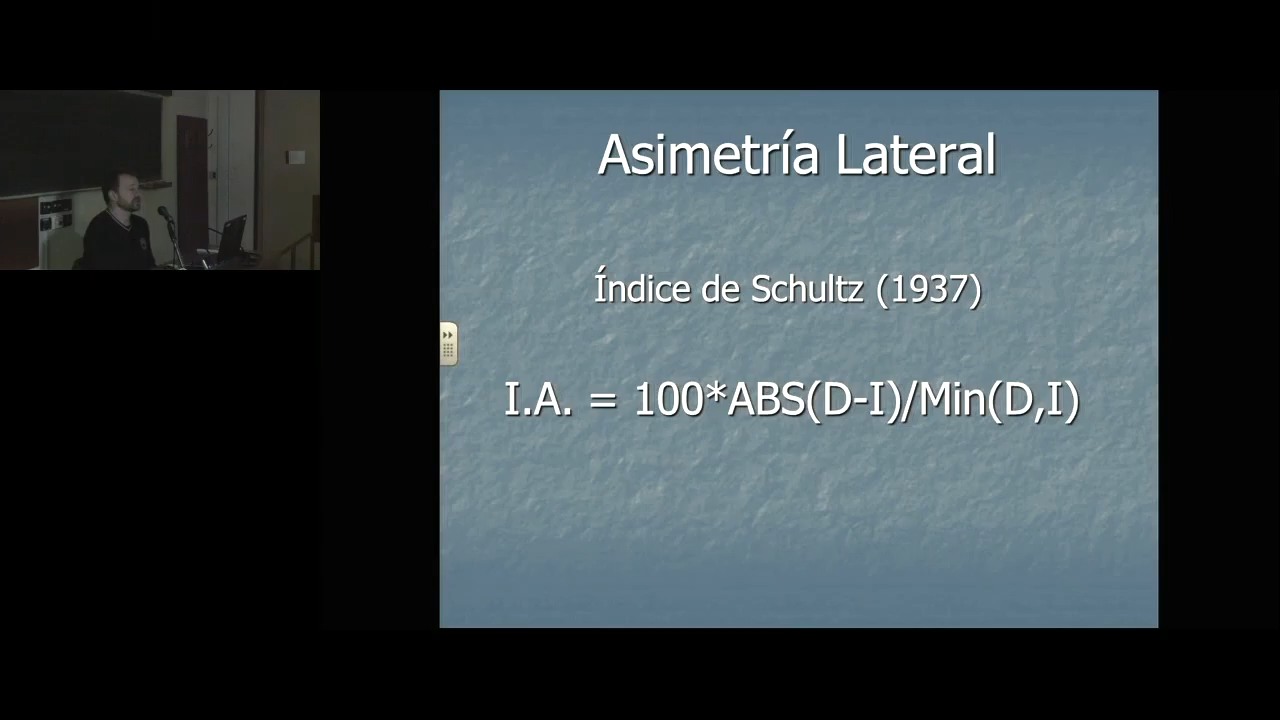 Asimetría Lateral
Índice de Schultz (1937)
I.A. = 100*ABS(D-I)/Min(D,I)